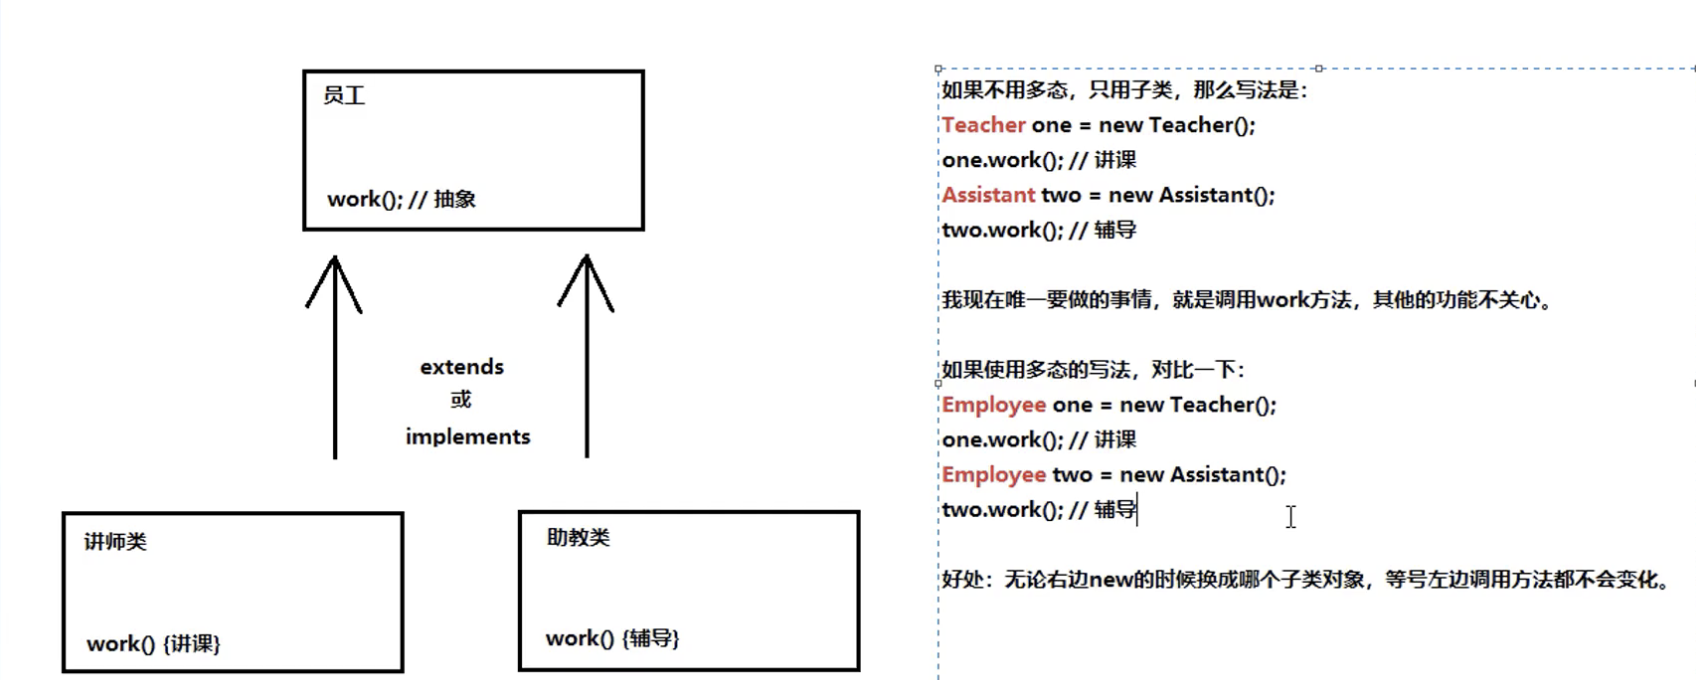 员工
work(); // 抽象
extends
或
implements
讲师类
work() {讲课}
助教类
work() {辅导}
如果不用多态，只用子类，那么写法是：
Teacher one = new Teacher();
one.work(); // 讲课
Assistant two = new Assistant();
two.work(); // 辅导
我现在唯一要做的事情，就是调用work方法，其他的功能不关心。
如果使用多态的写法，对比一下：
Employee one = new Teacher();
one.work(); // 讲课
Employee two = new Assistant();
two.work(); // 辅导
好处：无论右边new的时候换成哪个子类对象，等号左边调用方法都不会变化。